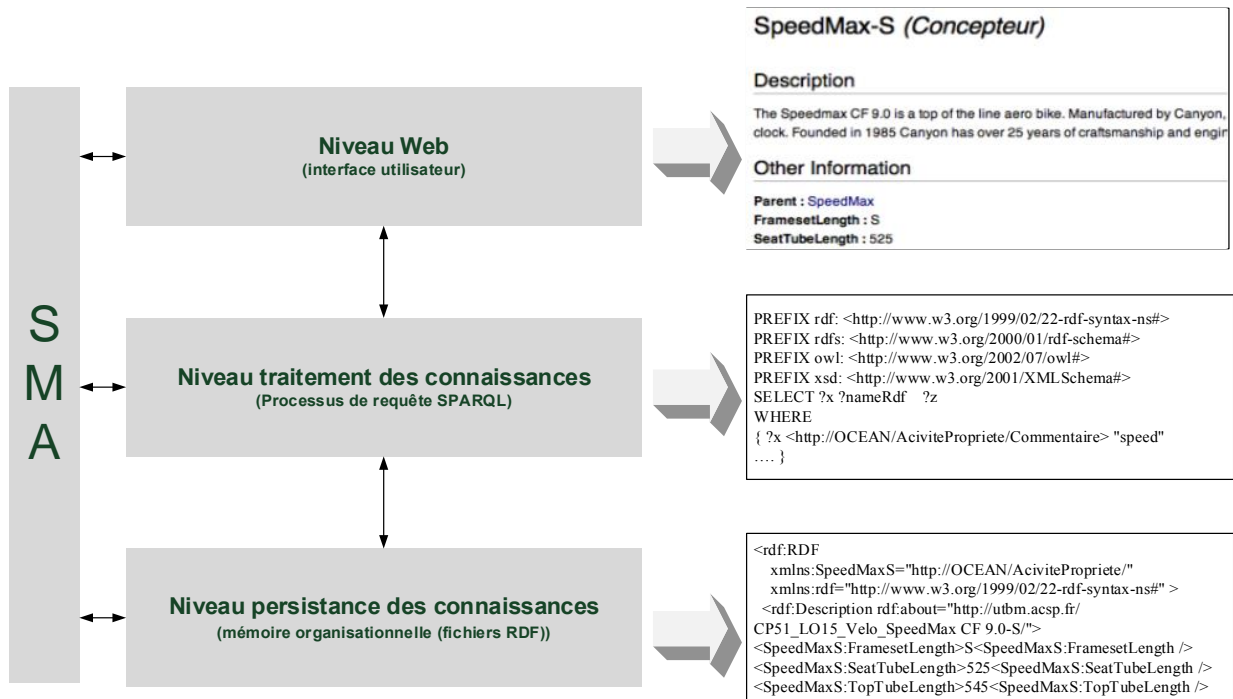 S
M
A
Niveau Web
(interface utilisateur)
Niveau traitement des connaissances
(Processus de requête SPARQL)
Niveau persistance des connaissances
(mémoire organisationnelle (fichiers RDF))
SpeedMax-S (Concepteur)
Description
The Speedmax CF 9.0 is a top of the line aero bike. Manufactured by Canyon,
clock. Founded in 1985 Canyon has over 25 years of craftsmanship and
Other Information
Parent : SpeedMax
FramesetLength : S
SeatTubeLength : 525
PREFIX rdf: <http://www.w3.org/1999/02/22-rdf-syntax-ns#>
PREFIX rdfs: <http://www.w3.org/2000/01/rdf-schema#>
PREFIX owl: <http://www.w3.org/2002/07/owl#>
PREFIX xsd: <http://www.w3.org/2001/XMLSchema#>
SELECT ?x ?nameRdf ?z
WHERE
{ ?x <http://OCEAN/AcivitePropriete/Commentaire> "speed"
.... }
<rdf:RDF
xmlns:SpeedMaxS="http://OCEAN/AcivitePropriete/"
xmlns:rdf="http://www.w3.org/1999/02/22-rdf-syntax-ns#" >
<rdf:Description rdf:about="http://utbm.acsp.fr/
CP51_LO15_Velo_SpeedMax CF 9.0-S/">
<SpeedMaxS:FramesetLength>S<SpeedMaxS:FramesetLength />
<SpeedMaxS:SeatTubeLength>525<SpeedMaxS:SeatTubeLength />
<SpeedMaxS:TopTubeLength>545<SpeedMaxS:TopTubeLength />